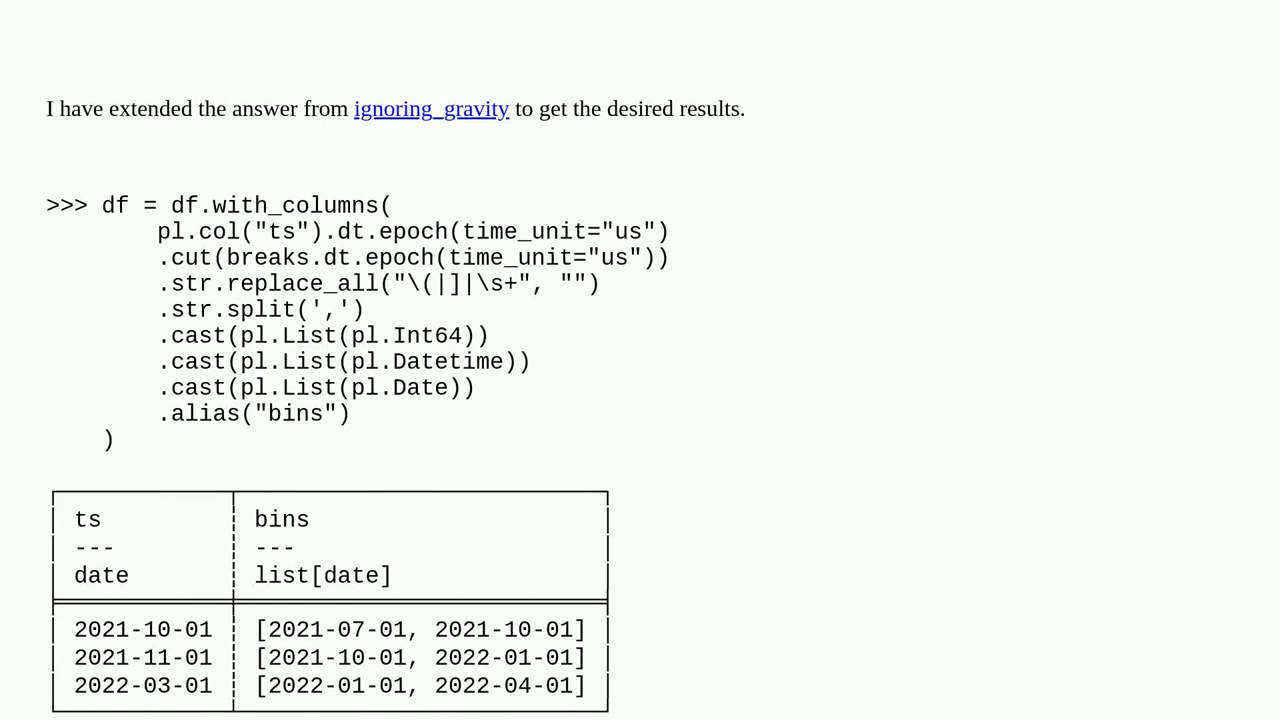 I have extended the answer from ignoring_gravity to get the desired results.
>>> df = df.with_columns(
        pl.col("ts").dt.epoch(time_unit="us")
        .cut(breaks.dt.epoch(time_unit="us"))
        .str.replace_all("\(|]|\s+", "")
        .str.split(',')
        .cast(pl.List(pl.Int64))
        .cast(pl.List(pl.Datetime))
        .cast(pl.List(pl.Date))
        .alias("bins")
    )
┌────────────┬──────────────────────────┐
│ ts         ┆ bins                     │
│ ---        ┆ ---                      │
│ date       ┆ list[date]               │
╞════════════╪══════════════════════════╡
│ 2021-10-01 ┆ [2021-07-01, 2021-10-01] │
│ 2021-11-01 ┆ [2021-10-01, 2022-01-01] │
│ 2022-03-01 ┆ [2022-01-01, 2022-04-01] │
└────────────┴──────────────────────────┘